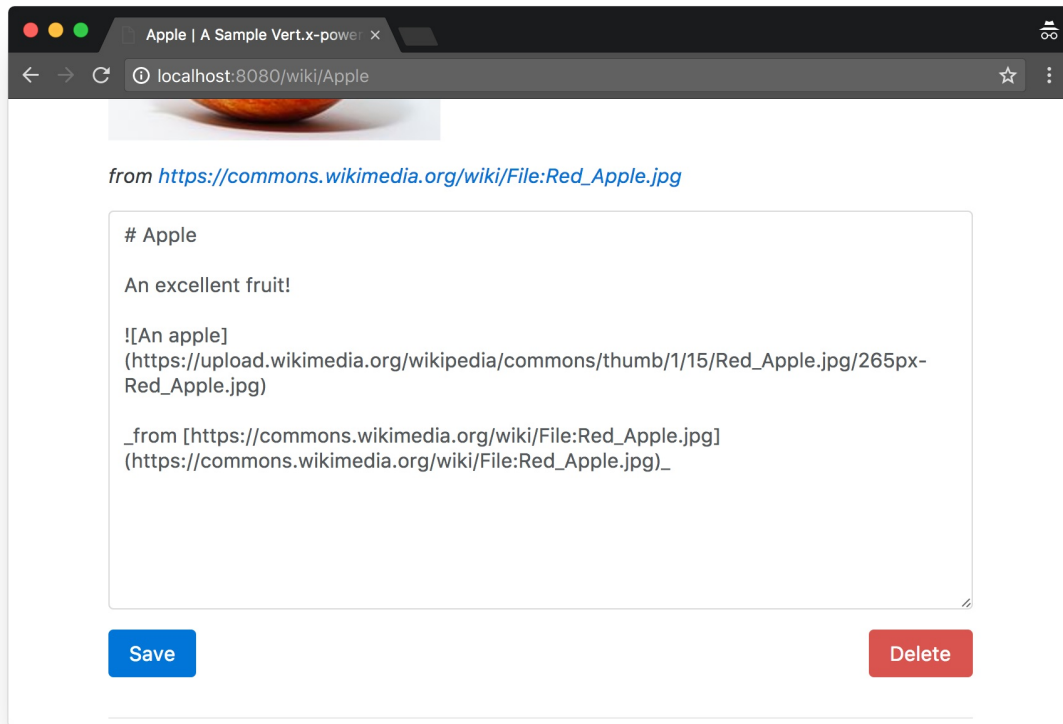 Apple | A Sample Vert.x-power
localhost:8080/wiki/Apple
from https://commons.wikimedia.org/wiki/File:Red_Apple.jpg
# Apple
An excellent fruit!
![An apple]
(https://upload.wikimedia.org/wikipedia/commons/thumb/1/15/Red_Apple.jpg/265px-
Red_Apple.jpg)
_from [https://commons.wikimedia.org/wiki/File:Red_Apple.jpg]
(https://commons.wikimedia.org/wiki/File:Red_Apple.jpg)_
Save Delete